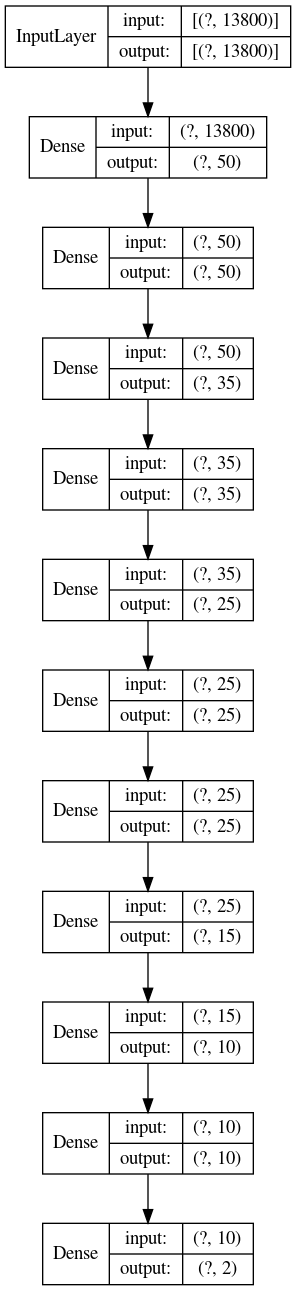 InputLayer input: [(?, 13800)]
output: [(?, 13800)]
Dense input: (?, 13800)
output: (?, 50)
Dense input: (?, 50)
output: (?, 50)
Dense input: (?, 50)
output: (?, 35)
Dense input: (?, 35)
output: (?, 35)
Dense input: (?, 35)
output: (?, 25)
Dense input: (?, 25)
output: (?, 25)
Dense input: (?, 25)
output: (?, 25)
Dense input: (?, 25)
output: (?, 15)
Dense input: (?, 15)
output: (?, 10)
Dense input: (?, 10)
output: (?, 10)
Dense input: (?, 10)
output: (?, 2)